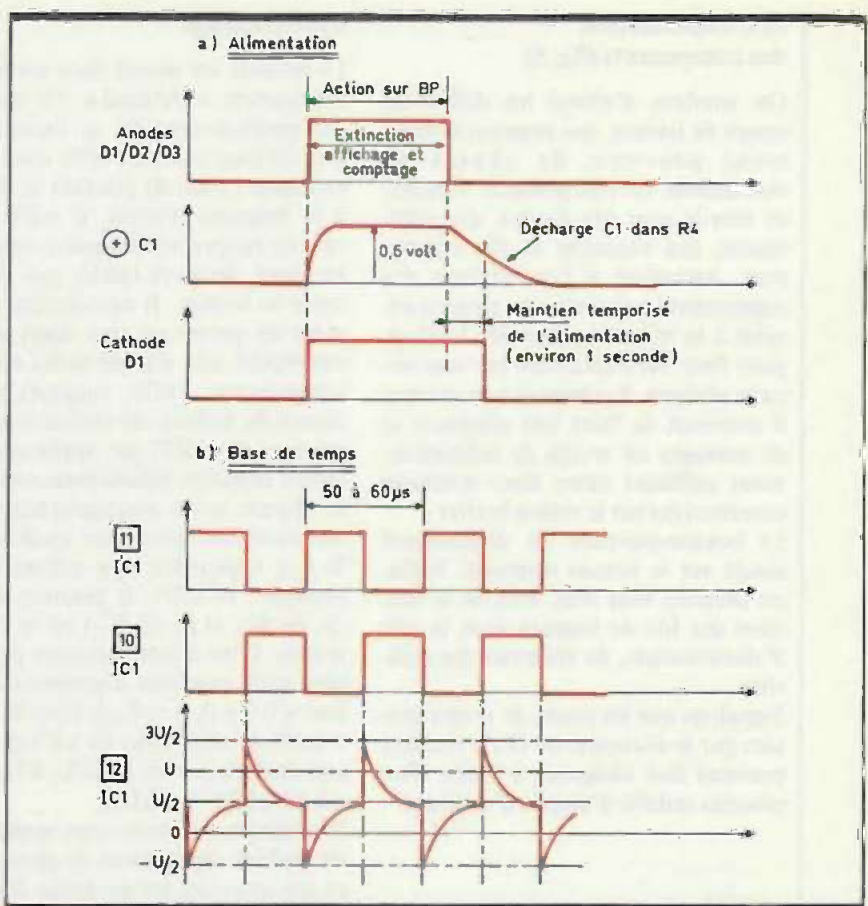 a) Alimentation
Action sur BP
Anodes
D1/D2/D3
Extinction
affichage et
comptage
+ C1
0,6 volt
Décharge C1 dans R4
Maintien temporisé
de l'alimentation
(environ 1 seconde)
Cathode
D1
b) Base de temps
50 à 60µs
11
IC1
10
IC1
3U/2
U
12
IC1
U/2
0
-U/2